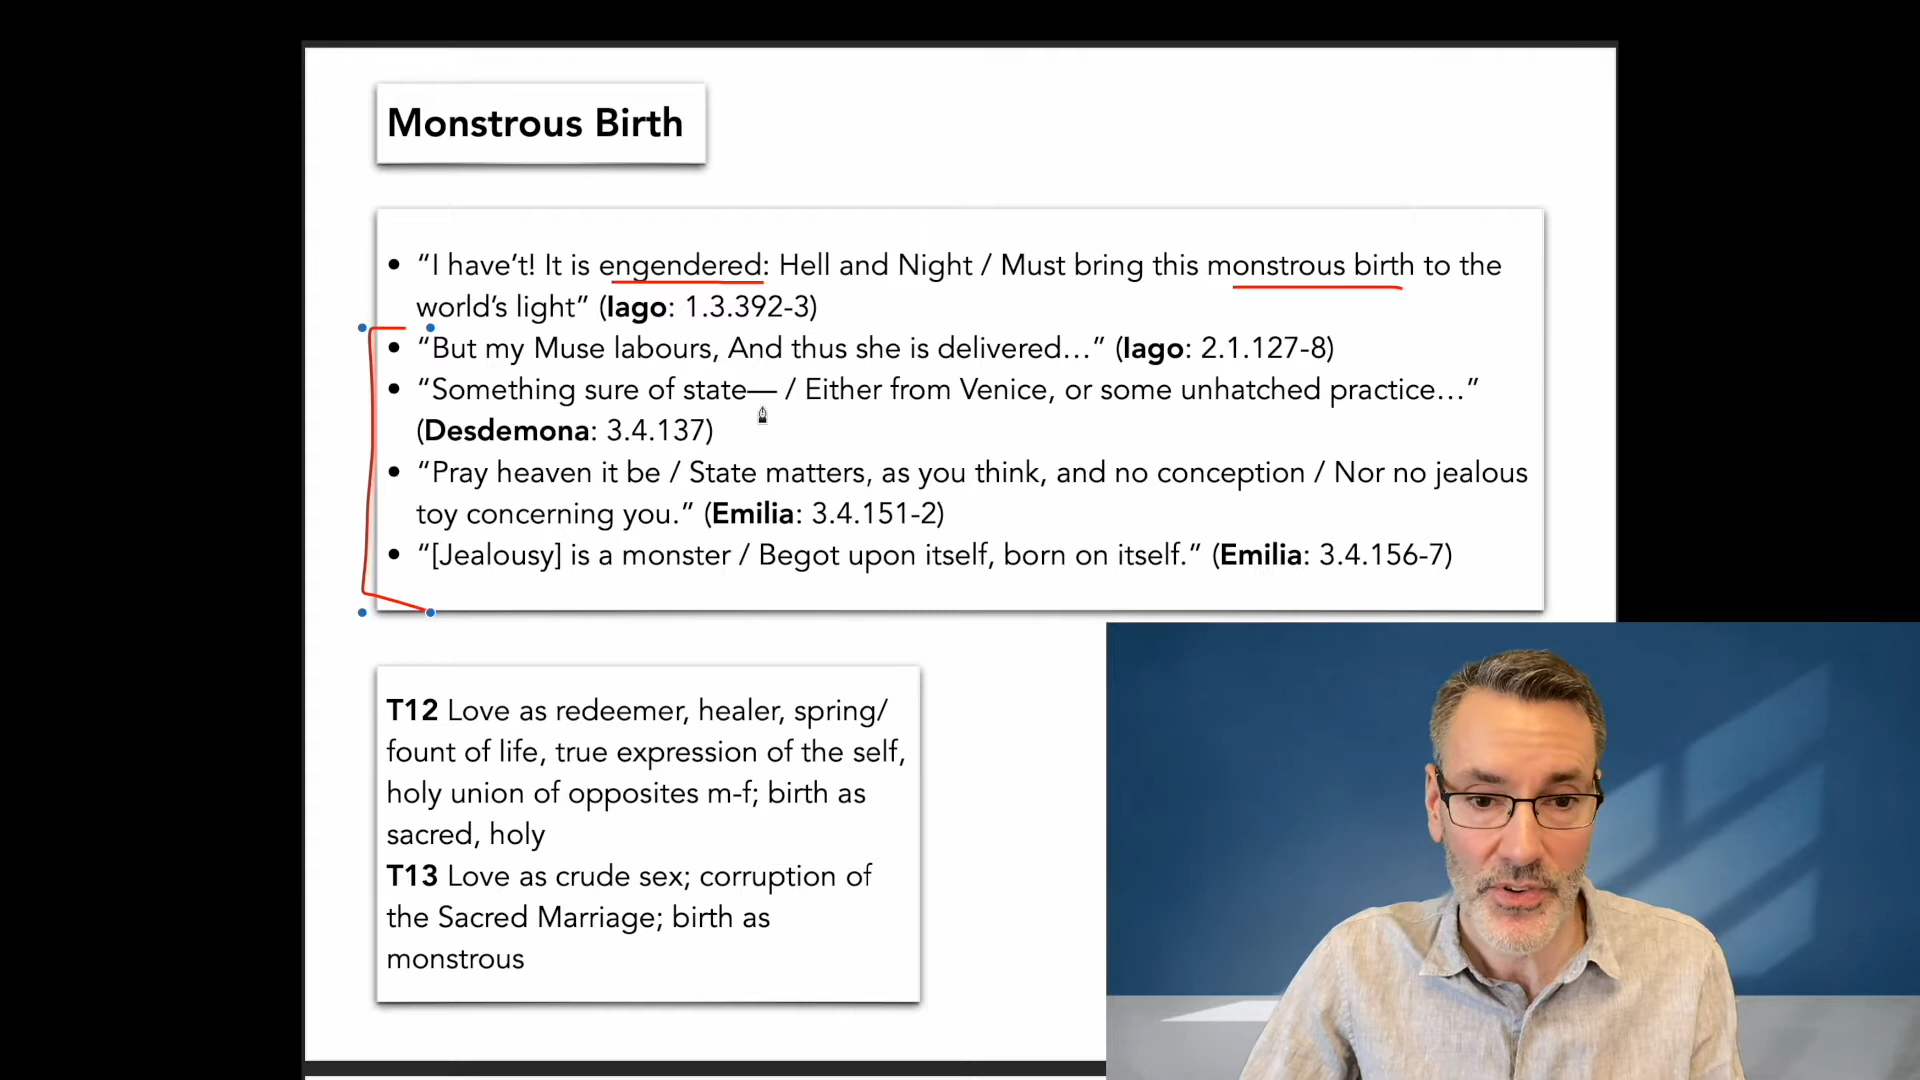 Monstrous Birth
• “I have’t! It is engendered: Hell and Night / Must bring this monstrous birth to the
world’s light” (Iago: 1.3.392-3)
• “But my Muse labours, And thus she is delivered…” (Iago: 2.1.127-8)
• “Something sure of state— / Either from Venice, or some unhatched practice…”
(Desdemona: 3.4.137)
• “Pray heaven it be / State matters, as you think, and no conception / Nor no jealous
toy concerning you.” (Emilia: 3.4.151-2)
• “[Jealousy] is a monster / Begot upon itself, born on itself.” (Emilia: 3.4.156-7)
T12 Love as redeemer, healer, spring/
fount of life, true expression of the self,
holy union of opposites m-f; birth as
sacred, holy
T13 Love as crude sex; corruption of
the Sacred Marriage; birth as
monstrous